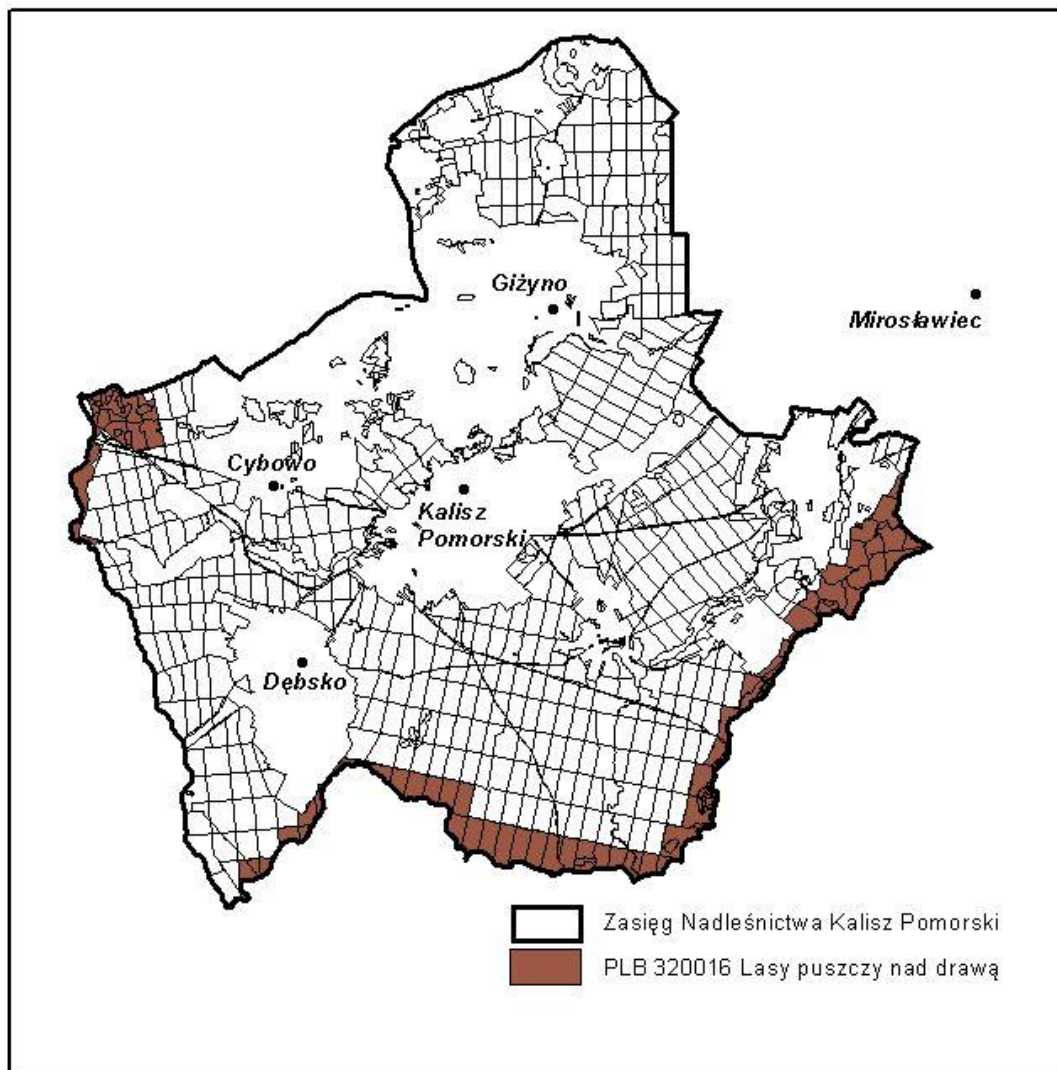 Giżyno
Mirosławiec
Cybowo
Kalisz
Pomorski
Dębsko
Zasięg Nadleśnictwa Kalisz Pomorski
PLB 320016 Lasy puszczy nad drawą